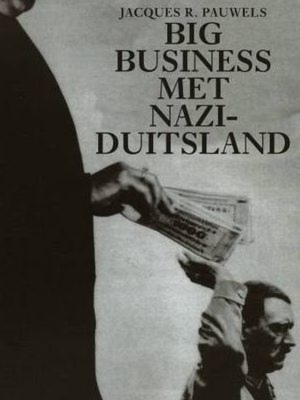 JACQUES R. PAUWELS
BIG
BUSINESS
MET
NAZI-
DUITSLAND